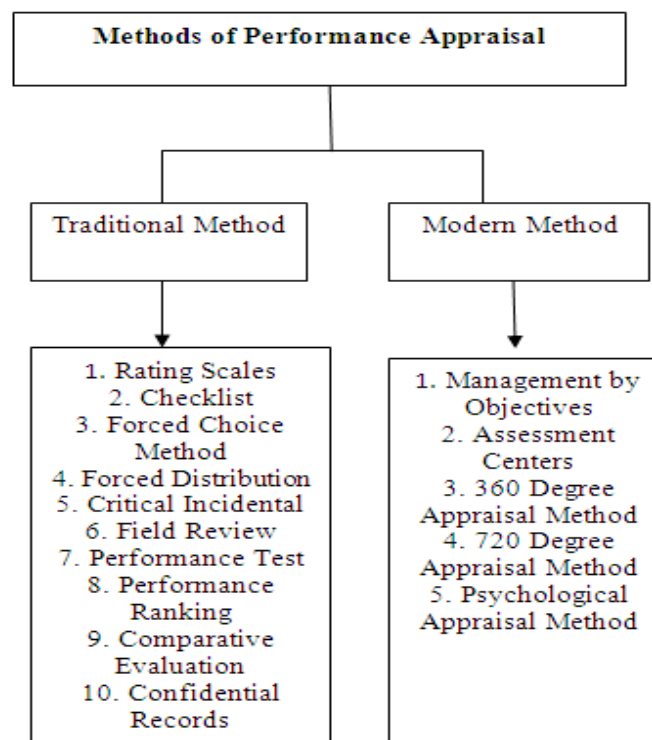 Methods of Performance Appraisal
Traditional Method
Modern Method
1. Rating Scales
2. Checklist
3. Forced Choice
Method
4. Forced Distribution
5. Critical Incidental
6. Field Review
7. Performance Test
8. Performance
Ranking
9. Comparative
Evaluation
10. Confidential
Records
1. Management by
Objectives
2. Assessment
Centers
3. 360 Degree
Appraisal Method
4. 720 Degree
Appraisal Method
5. Psychological
Appraisal Method